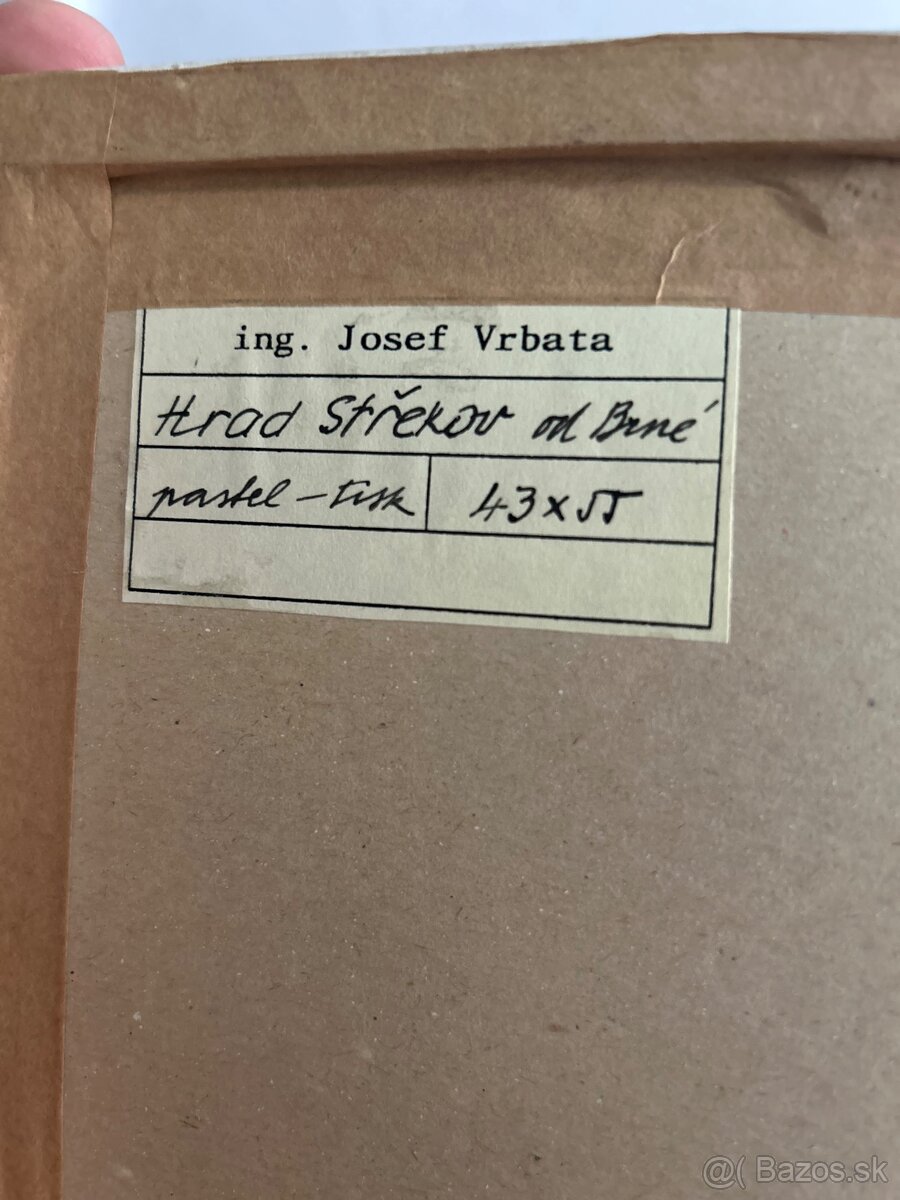 ing. Josef Vrbata
Hrad Střekov od Brné
pastel - tisk 43x55
@( Bazos.sk